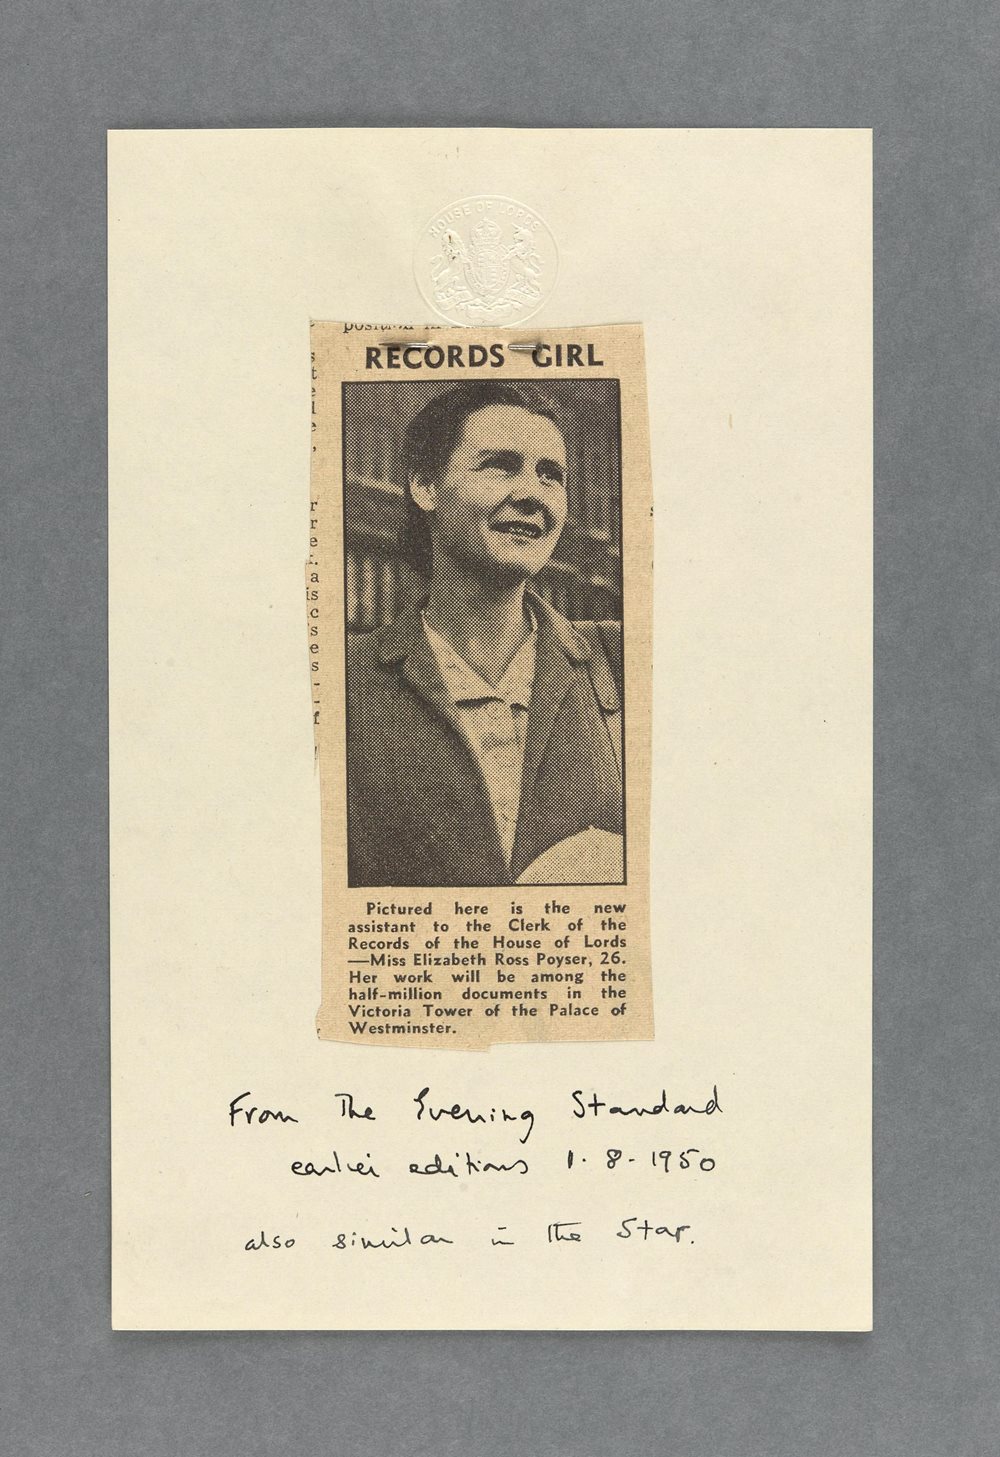 HOUSE OF LORDS
RECORDS GIRL
s
t
e
l
e
,
r
r
e
r.
a
is
c
's
e
s
-
f
Pictured here is the new
assistant to the Clerk of the
Records of the House of Lords
—Miss Elizabeth Ross Poyser, 26.
Her work will be among the
half-million documents in the
Victoria Tower of the Palace of
Westminster.
From The Evening Standard
earlier editions 1.8-1950
also similar in the Star.